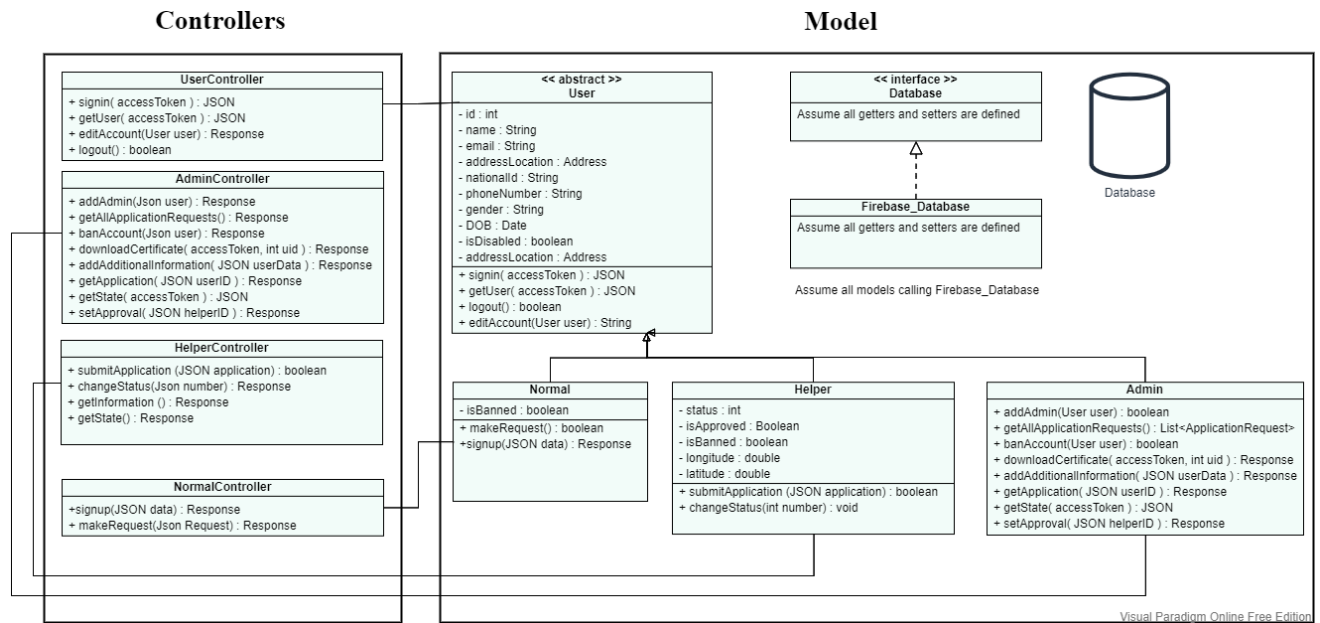 Controllers
Model
UserController
+ signin( accessToken ) : JSON
+ getUser( accessToken ) : JSON
+ editAccount(User user) : Response
+ logout() : boolean
AdminController
+ addAdmin(Json user) : Response
+ getAllApplicationRequests() : Response
+ banAccount(Json user) : Response
+ downloadCertificate( accessToken, int uid ) : Response
+ addAdditionalInformation( JSON userData ) : Response
+ getApplication( JSON userID ) : Response
+ getState( accessToken ) : JSON
+ setApproval( JSON helperID ) : Response
HelperController
+ submitApplication (JSON application) : boolean
+ changeStatus(Json number) : Response
+ getInformation () : Response
+ getState() : Response
NormalController
+signup(JSON data) : Response
+ makeRequest(Json Request) : Response
<< abstract >>
User
- id : int
- name : String
- email : String
- addressLocation : Address
- nationalId : String
- phoneNumber : String
- gender : String
- DOB : Date
- isDisabled : boolean
- addressLocation : Address
+ signin( accessToken ) : JSON
+ getUser( accessToken ) : JSON
+ logout() : boolean
+ editAccount(User user) : String
<< interface >>
Database
Assume all getters and setters are defined
Firebase_Database
Assume all getters and setters are defined
Assume all models calling Firebase_Database
Database
Normal
- isBanned : boolean
+ makeRequest() : boolean
+signup(JSON data) : Response
Helper
- status : int
- isApproved : Boolean
- isBanned : boolean
- longitude : double
- latitude : double
+ submitApplication (JSON application) : boolean
+ changeStatus(int number) : void
Admin
+ addAdmin(User user) : boolean
+ getAllApplicationRequests() : List<ApplicationRequest>
+ banAccount(User user) : boolean
+ downloadCertificate( accessToken, int uid ) : Response
+ addAdditionalInformation( JSON userData ) : Response
+ getApplication( JSON userID ) : Response
+ getState( accessToken ) : JSON
+ setApproval( JSON helperID ) : Response
Visual Paradigm Online Free Edition